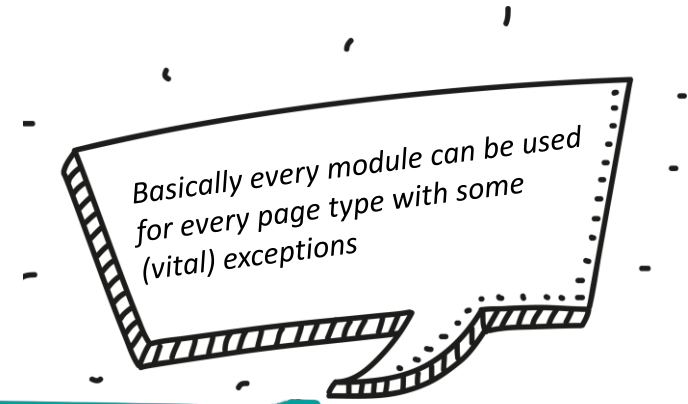 Basically every module can be used
for every page type with some
(vital) exceptions